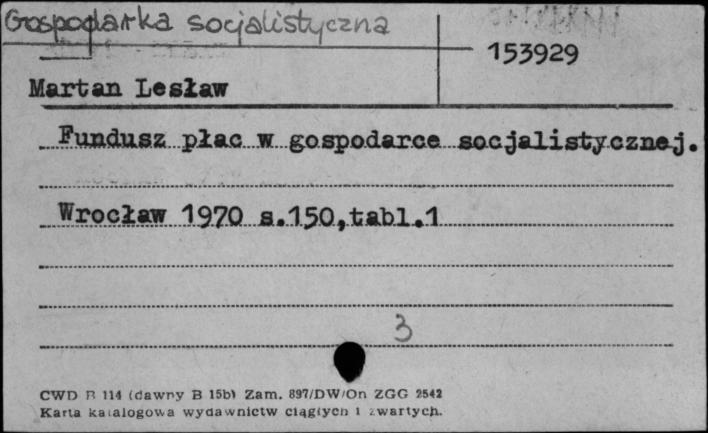 Gospodarka socjalistyczna
153929
Martan Lesław
Fundusz płac w gospodarce socjalistycznej.
Wrocław 1970 s.150,tabl.1
3
CWD B 114 (dawny B 15b) Zam. 897/DW/On ZGG 2542
Karta katalogowa wydawnictw ciągłych i zwartych.